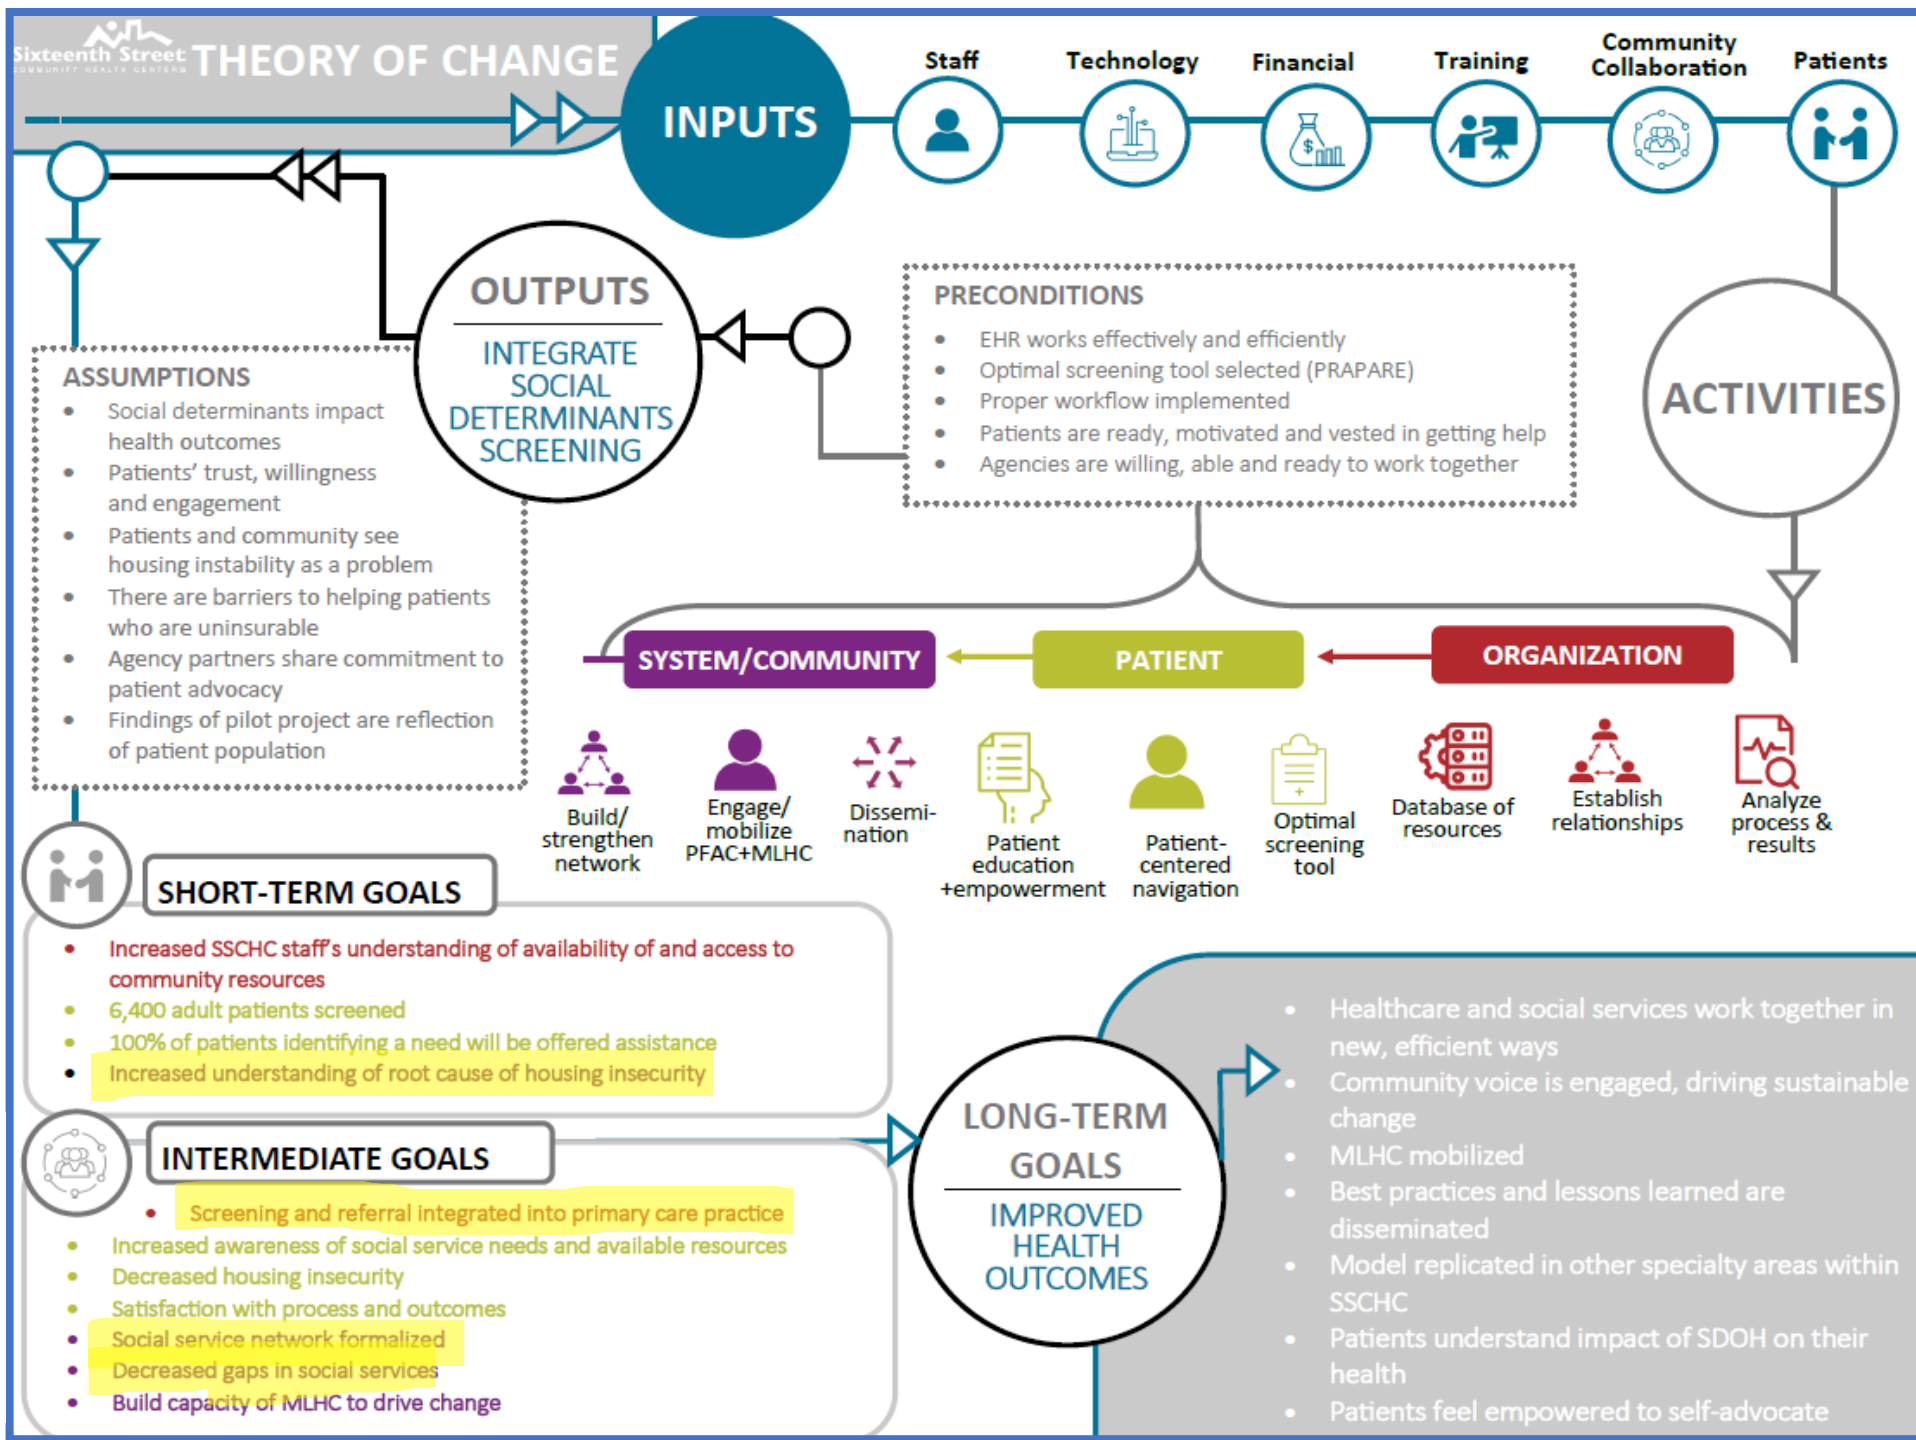 Sixteenth Street
COMMUNITY HEALTH CENTERS
THEORY OF CHANGE
INPUTS
Staff
Technology
Financial
Training
Community
Collaboration
Patients
$
OUTPUTS
INTEGRATE
SOCIAL
DETERMINANTS
SCREENING
PRECONDITIONS
• EHR works effectively and efficiently
• Optimal screening tool selected (PRAPARE)
• Proper workflow implemented
• Patients are ready, motivated and vested in getting help
• Agencies are willing, able and ready to work together
ACTIVITIES
ASSUMPTIONS
• Social determinants impact
health outcomes
• Patients' trust, willingness
and engagement
• Patients and community see
housing instability as a problem
• There are barriers to helping patients
who are uninsurable
• Agency partners share commitment to
patient advocacy
• Findings of pilot project are reflection
of patient population
SYSTEM/COMMUNITY
PATIENT
ORGANIZATION
Build/
strengthen
network
Engage/
mobilize
PFAC+MLHC
Dissemi-
nation
Patient
education
+empowerment
Patient-
centered
navigation
Optimal
screening
tool
Database of
resources
Establish
relationships
Analyze
process &
results
SHORT-TERM GOALS
• Increased SSCHC staff's understanding of availability of and access to
community resources
• 6,400 adult patients screened
• 100% of patients identifying a need will be offered assistance
• Increased understanding of root cause of housing insecurity
INTERMEDIATE GOALS
• Screening and referral integrated into primary care practice
• Increased awareness of social service needs and available resources
• Decreased housing insecurity
• Satisfaction with process and outcomes
• Social service network formalized
• Decreased gaps in social services
• Build capacity of MLHC to drive change
LONG-TERM
GOALS
IMPROVED
HEALTH
OUTCOMES
• Healthcare and social services work together in
new, efficient ways
• Community voice is engaged, driving sustainable
change
• MLHC mobilized
• Best practices and lessons learned are
disseminated
• Model replicated in other specialty areas within
SSCHC
• Patients understand impact of SDOH on their
health
• Patients feel empowered to self-advocate